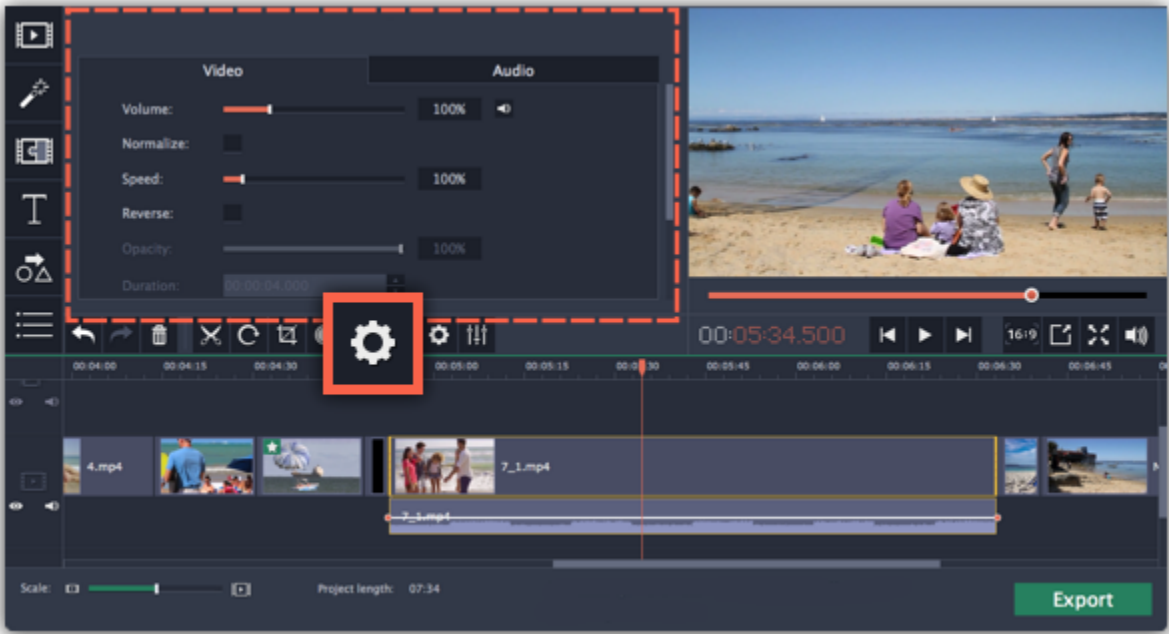 Video Audio
Volume: 100%
Normalize:
Speed: 100%
Reverse:
Opacity: 100%
Duration: 00:00:04.000
T
00:05:34.500 16:9
00:04:00 00:04:15 00:04:30 00:05:00 00:05:15 00:05:45 00:06:00 00:06:15 00:06:30 00:06:45
4.mp4 7_1.mp4
7_1.mp4
Scale: Project length: 07:34
Export